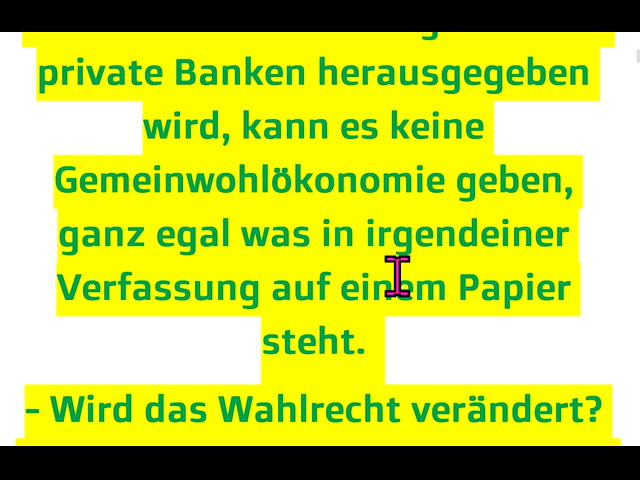 private Banken herausgegeben
wird, kann es keine
Gemeinwohlökonomie geben,
ganz egal was in irgendeiner
Verfassung auf einem Papier
steht.
- Wird das Wahlrecht verändert?